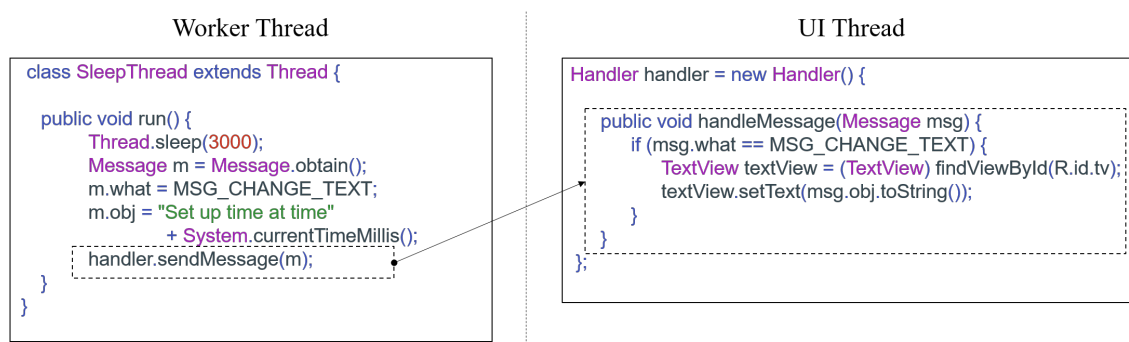 Worker Thread
class SleepThread extends Thread {
public void run() {
Thread.sleep(3000);
Message m = Message.obtain();
m.what = MSG_CHANGE_TEXT;
m.obj = "Set up time at time"
+ System.currentTimeMillis();
handler.sendMessage(m);
}
}
UI Thread
Handler handler = new Handler() {
public void handleMessage(Message msg) {
if (msg.what == MSG_CHANGE_TEXT) {
TextView textView = (TextView) findViewById(R.id.tv);
textView.setText(msg.obj.toString());
}
}
};